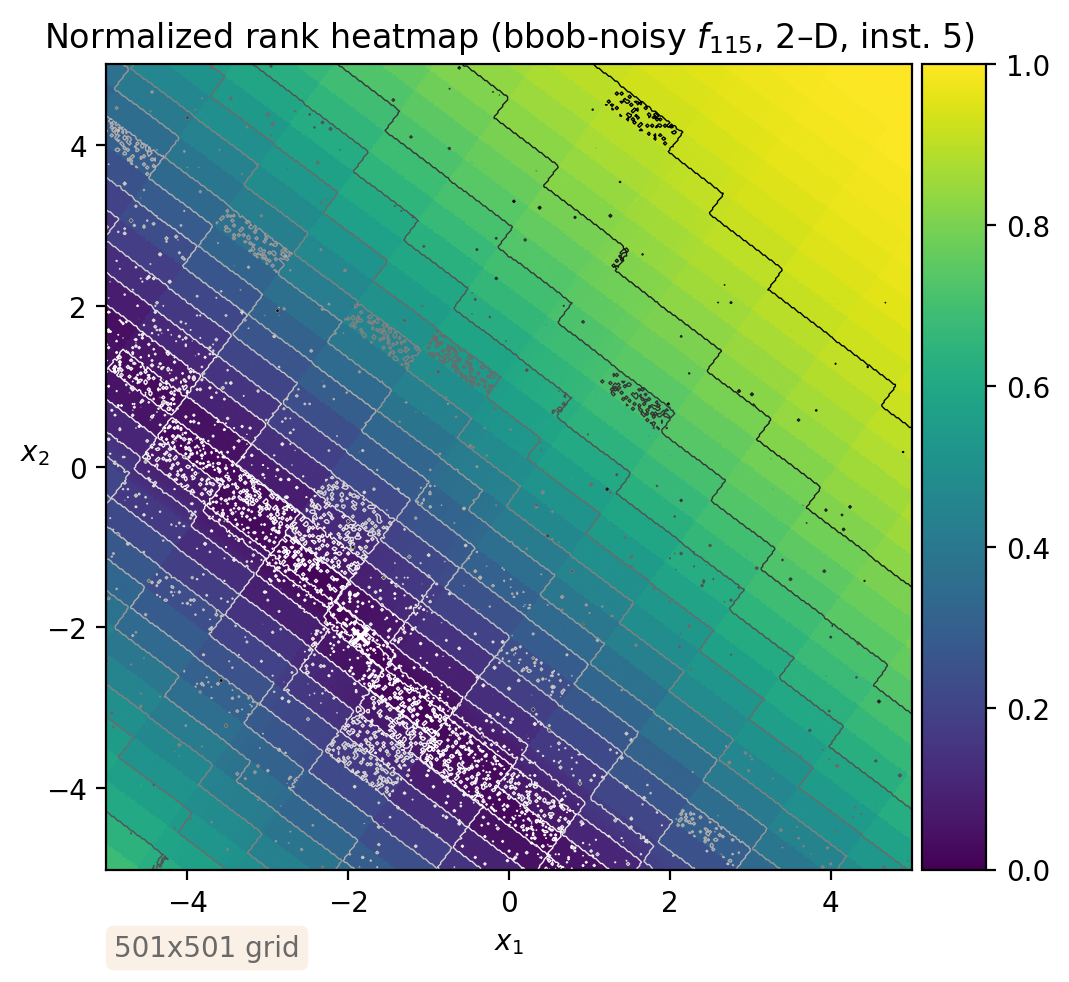 Normalized rank heatmap (bbob-noisy f₁₁₅, 2–D, inst. 5)
1.0
0.8
0.6
0.4
0.2
0.0
4
2
0
−2
−4
x₂
−4 −2 0 2 4
x₁
501x501 grid